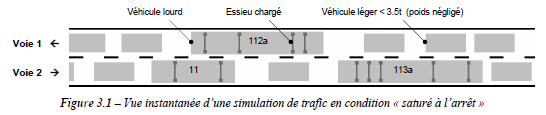 Véhicule lourd Essieu chargé Véhicule léger < 3.5t (poids négligé)
Voie 1 ← 112a
Voie 2 ← 11 113a
Figure 3.1 – Vue instantanée d'une simulation de trafic en condition « saturé à l'arrêt »